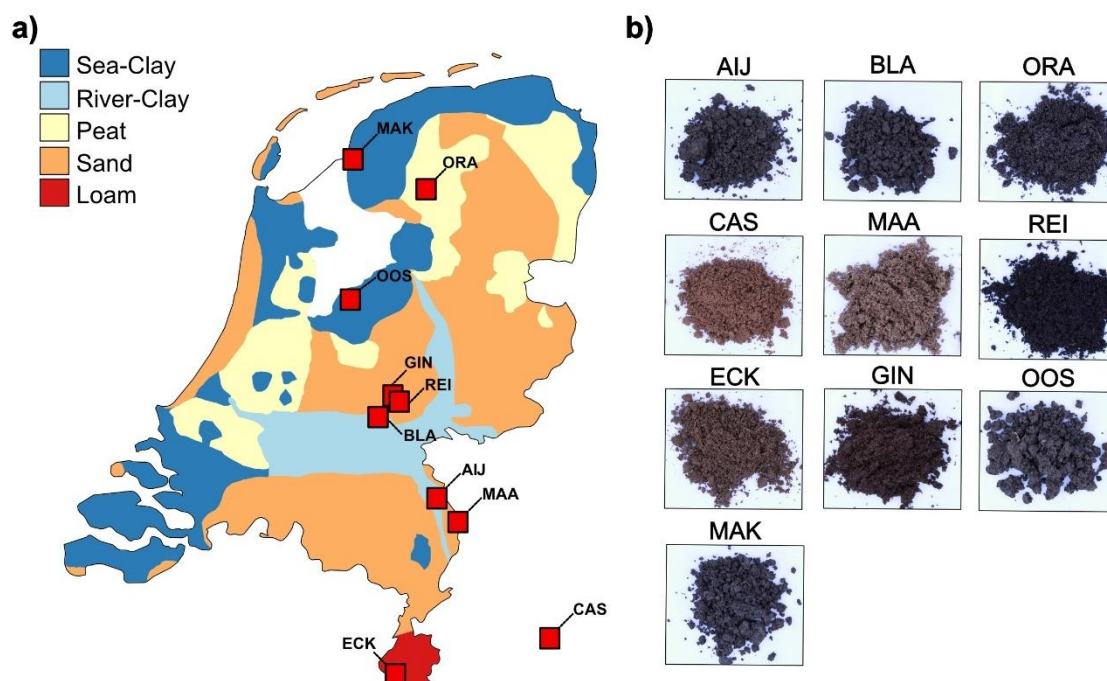 a)
Sea-Clay
River-Clay
Peat
Sand
Loam
MAK
ORA
OOS
GIN
REI
BLA
AIJ
MAA
CAS
ECK
b)
AIJ BLA ORA
CAS MAA REI
ECK GIN OOS
MAK